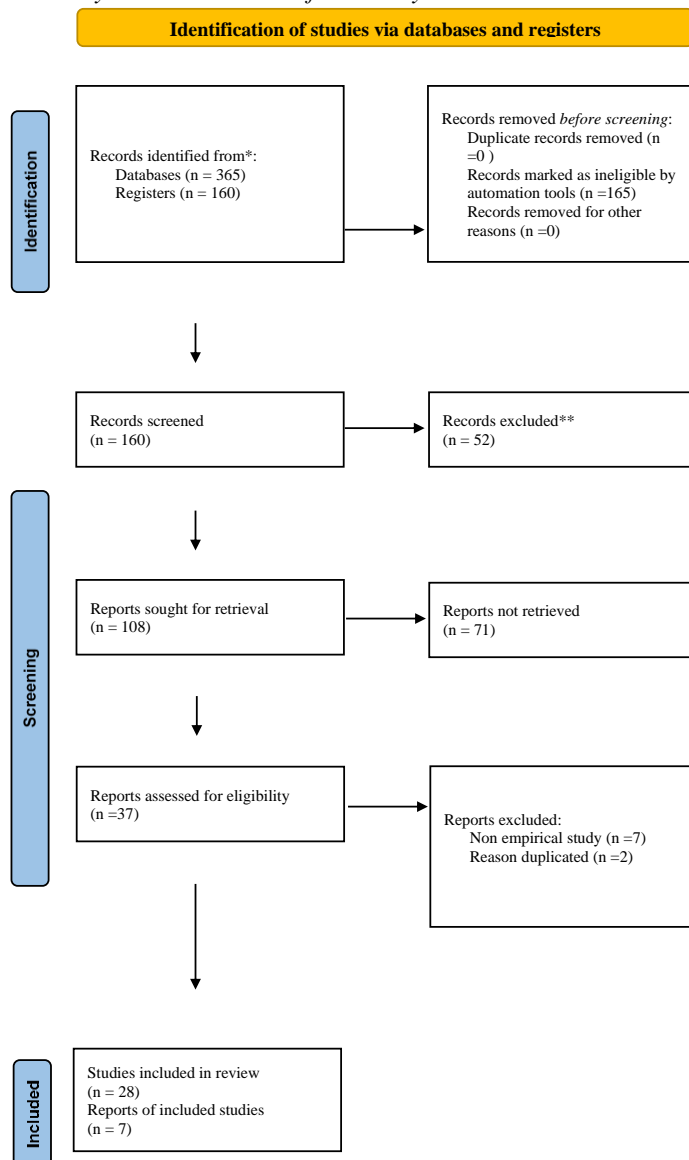 Identification of studies via databases and registers
Identification
Records identified from*:
Databases (n = 365)
Registers (n = 160)
Records removed before screening:
Duplicate records removed (n
=0 )
Records marked as ineligible by
automation tools (n =165)
Records removed for other
reasons (n =0)
Records screened
(n = 160)
Records excluded**
(n = 52)
Screening
Reports sought for retrieval
(n = 108)
Reports not retrieved
(n = 71)
Reports assessed for eligibility
(n =37)
Reports excluded:
Non empirical study (n =7)
Reason duplicated (n =2)
Included
Studies included in review
(n = 28)
Reports of included studies
(n = 7)